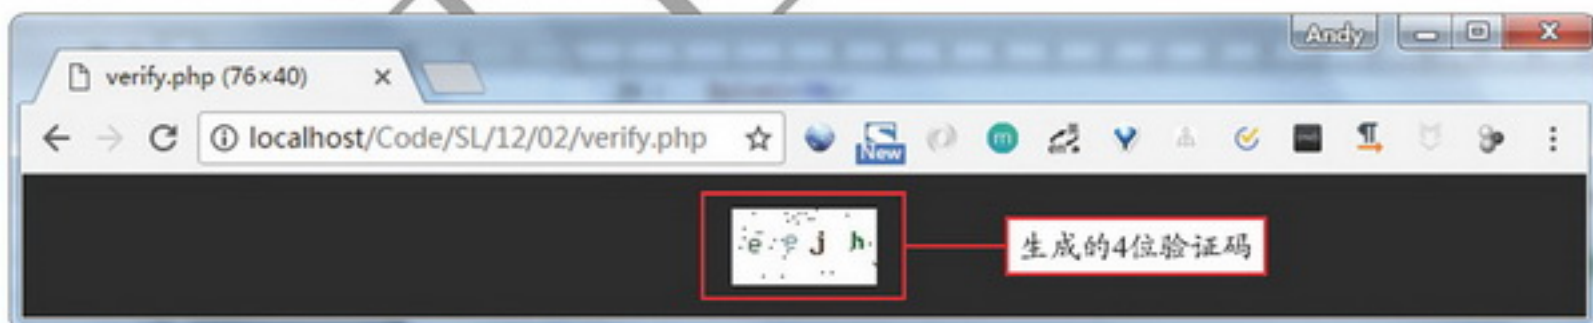 Andy
verify.php (76×40)
localhost/Code/SL/12/02/verify.php
New
m
e e j h
生成的4位验证码